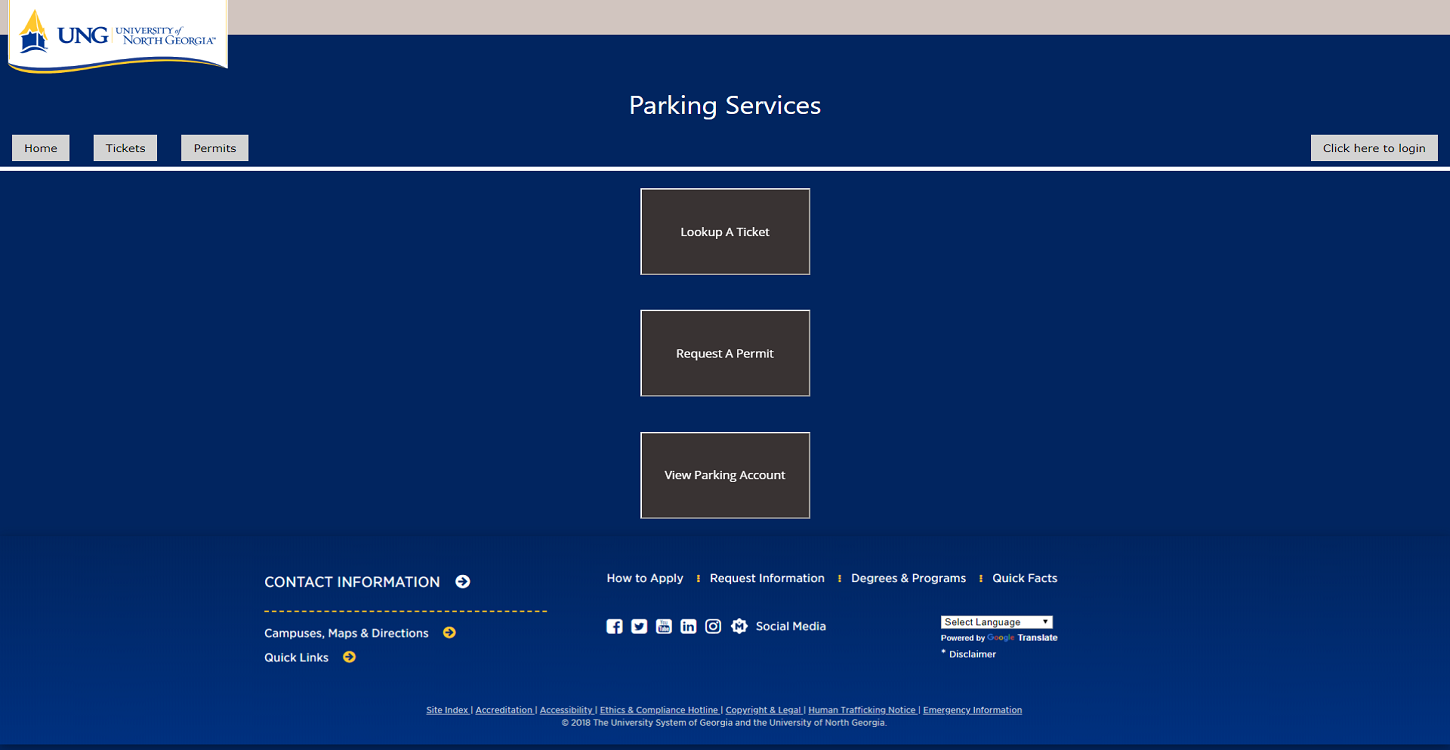 UNG UNIVERSITY of
NORTH GEORGIA™
Parking Services
Home Tickets Permits Click here to login
Lookup A Ticket
Request A Permit
View Parking Account
CONTACT INFORMATION
Campuses, Maps & Directions
Quick Links
How to Apply Request Information Degrees & Programs Quick Facts
You Tube in M Social Media
Select Language
Powered by Google Translate
* Disclaimer
Site Index | Accreditation | Accessibility | Ethics & Compliance Hotline | Copyright & Legal | Human Trafficking Notice | Emergency Information
© 2018 The University System of Georgia and the University of North Georgia.